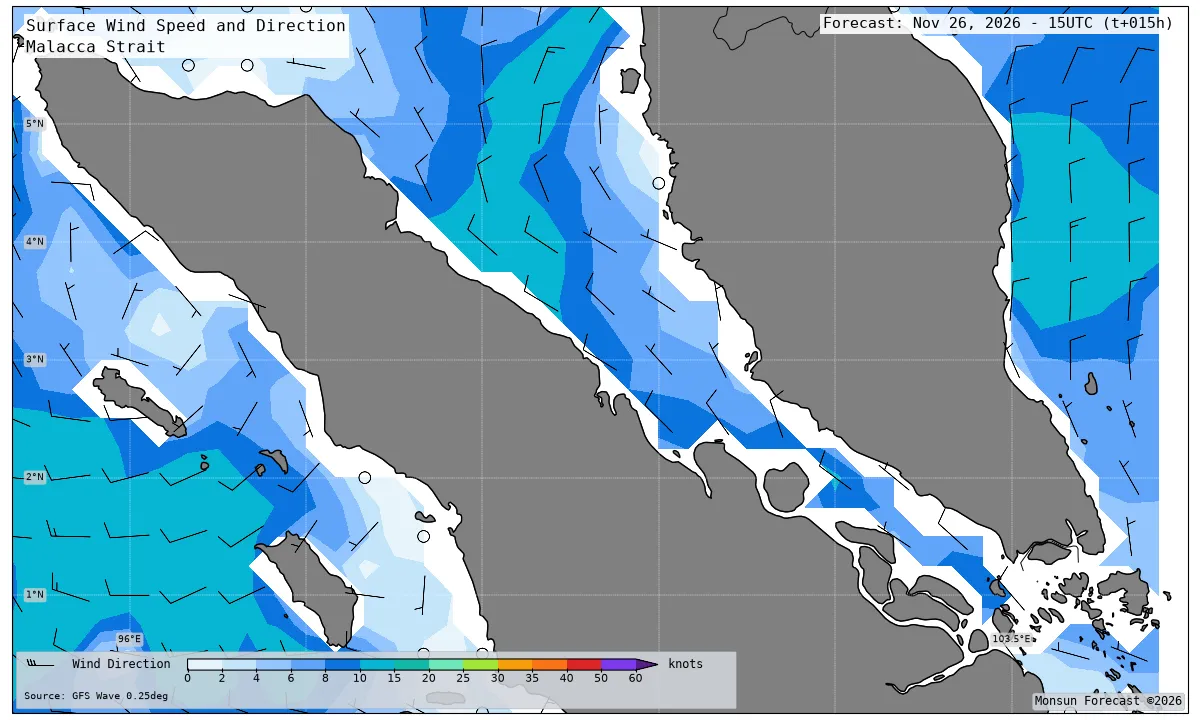 Surface Wind Speed and Direction
Malacca Strait
Forecast: Nov 26, 2026 - 15UTC (t+015h)
5°N
4°N
3°N
2°N
1°N
96°E
103.5°E
Wind Direction
0 2 4 6 8 10 15 20 25 30 35 40 50 60
knots
Source: GFS Wave 0.25deg
Monsun Forecast ©2026